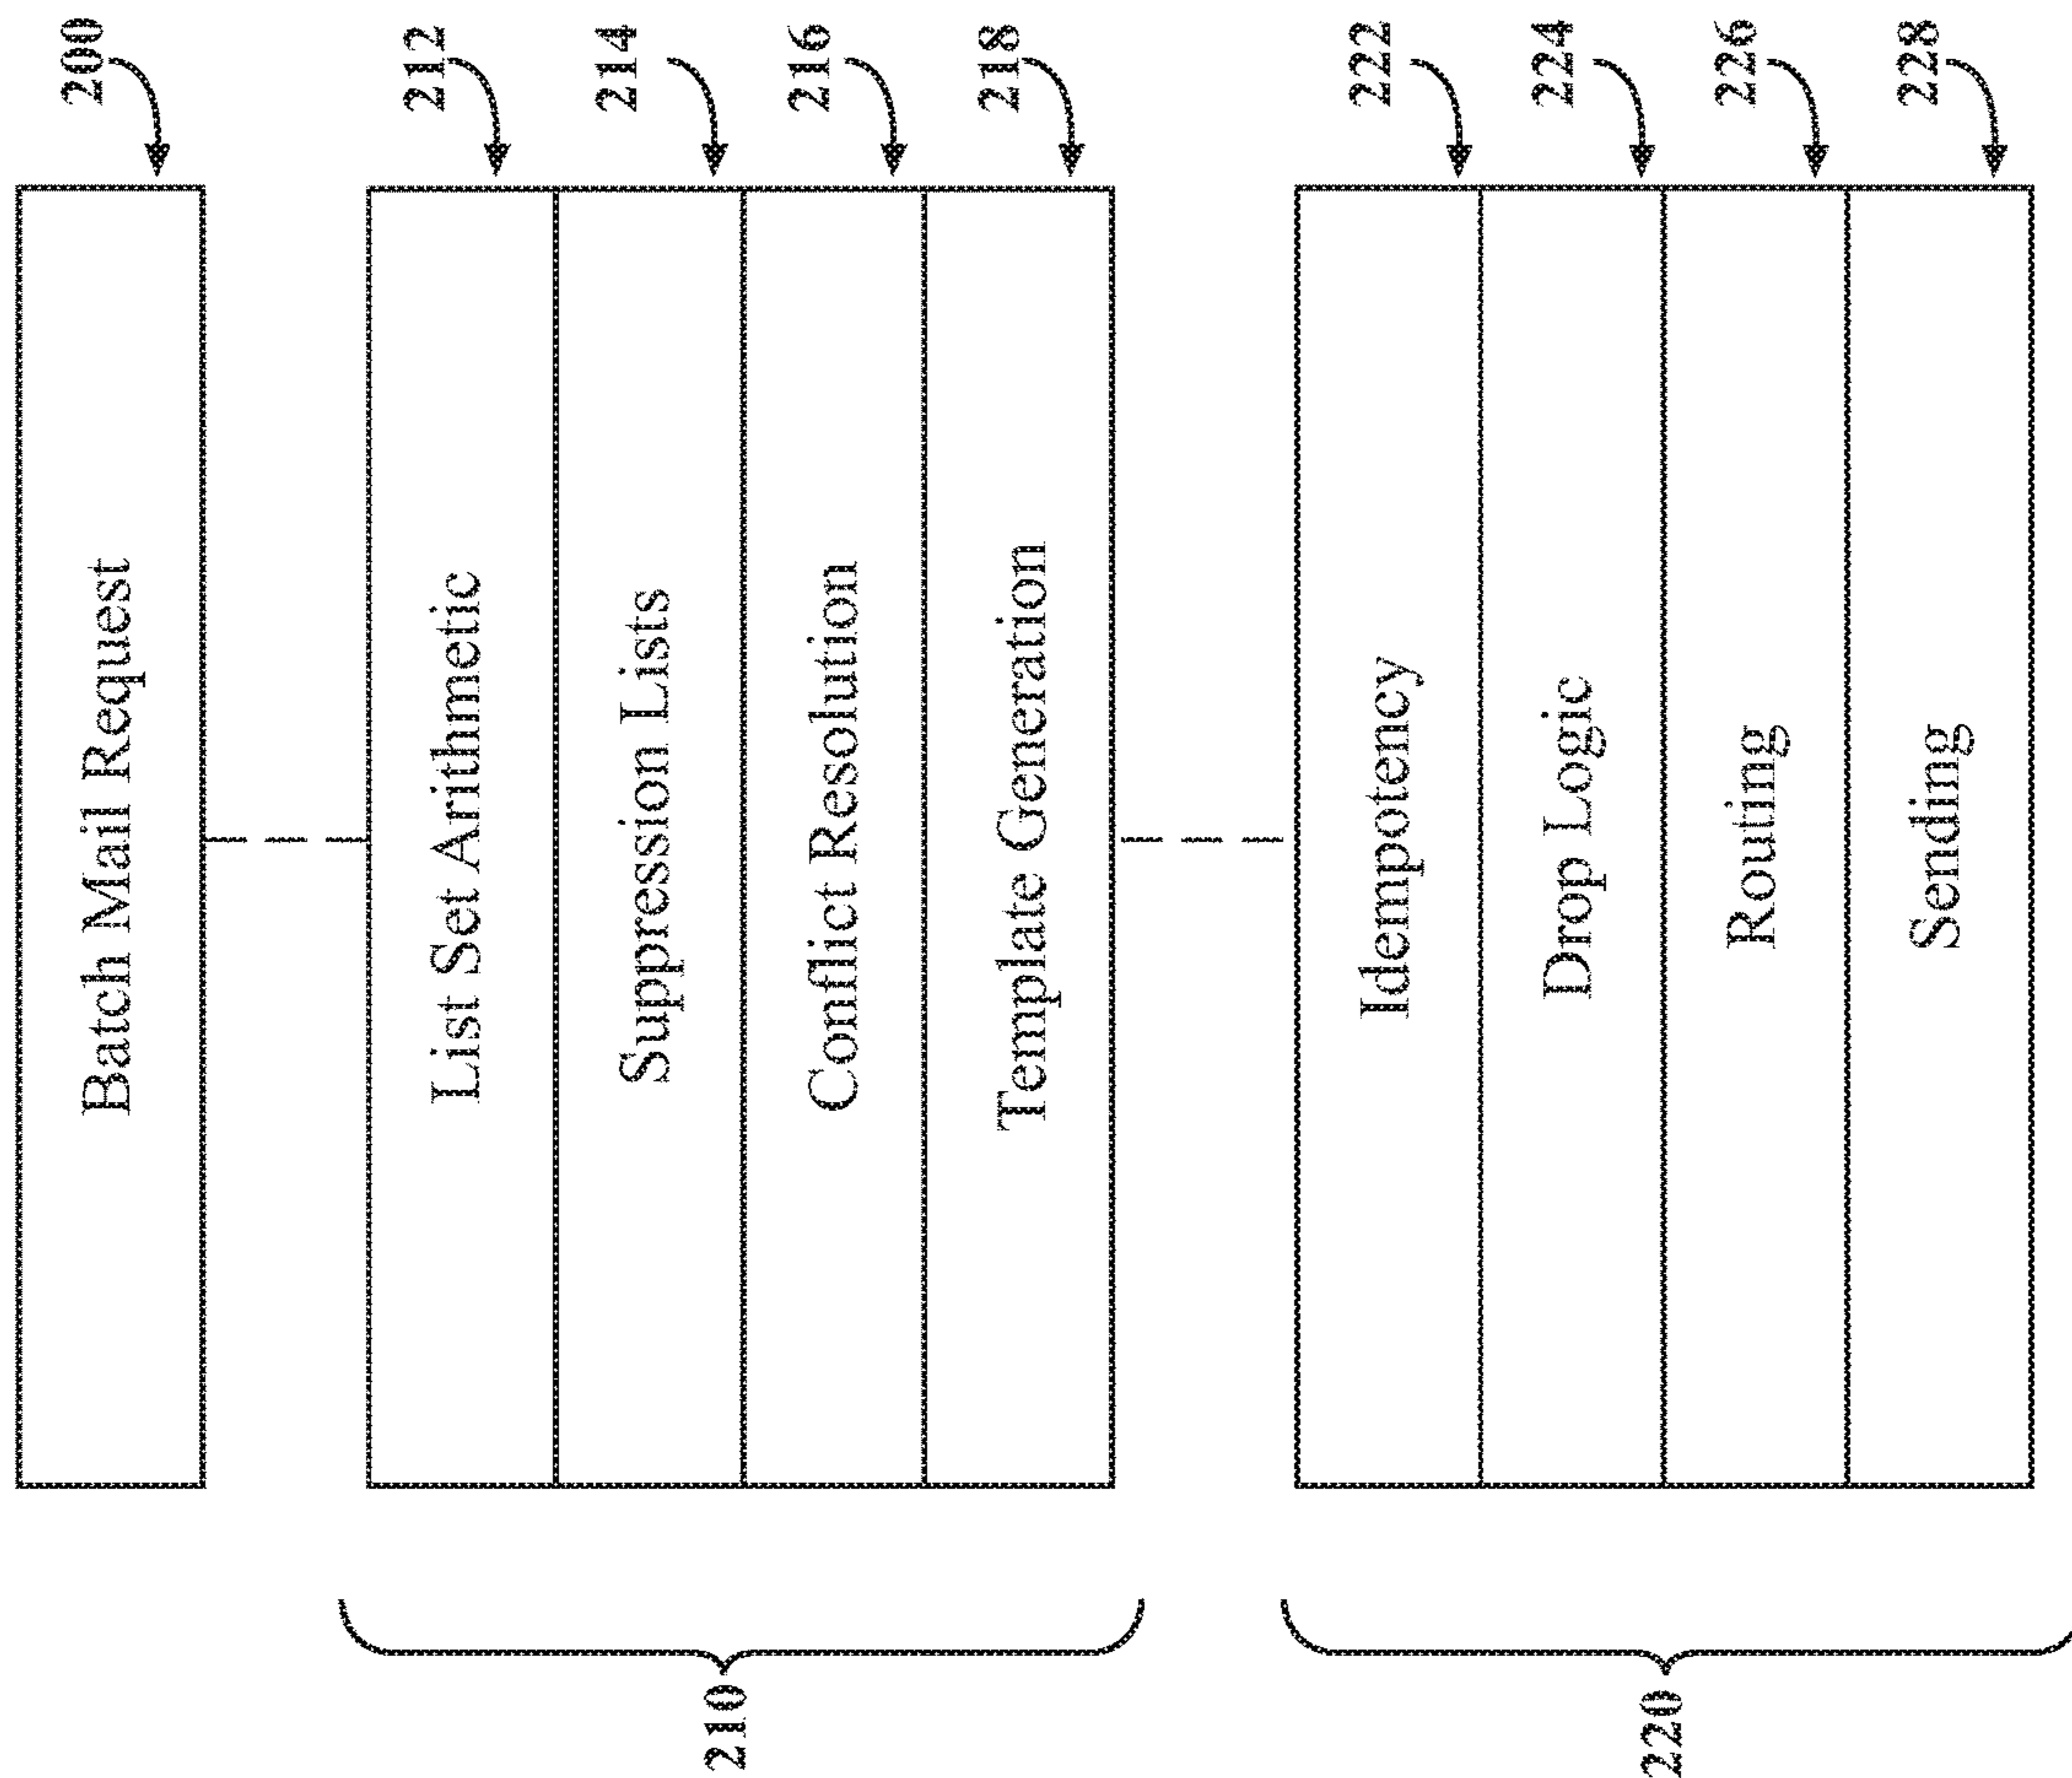 Batch Mail Request
200
210
List Set Arithmetic
212
Suppression Lists
214
Conflict Resolution
216
Template Generation
218
220
Idempotency
222
Drop Logic
224
Routing
226
Sending
228